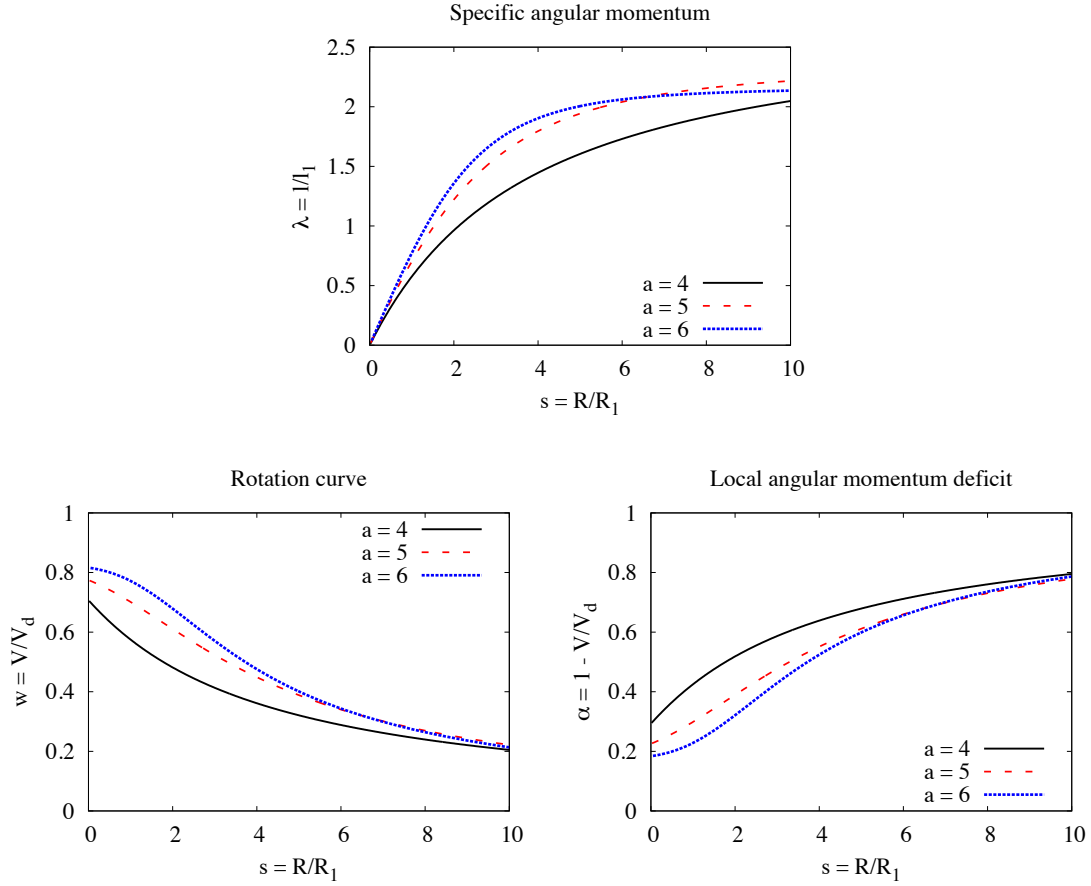 Specific angular momentum
2.5
2
1.5
1
0.5
0
λ = l/l₁
a = 4
a = 5
a = 6
0 2 4 6 8 10
s = R/R₁
Rotation curve
1
0.8
0.6
0.4
0.2
0
w = V/V_d
a = 4
a = 5
a = 6
0 2 4 6 8 10
s = R/R₁
Local angular momentum deficit
1
0.8
0.6
0.4
0.2
0
α = 1 - V/V_d
a = 4
a = 5
a = 6
0 2 4 6 8 10
s = R/R₁